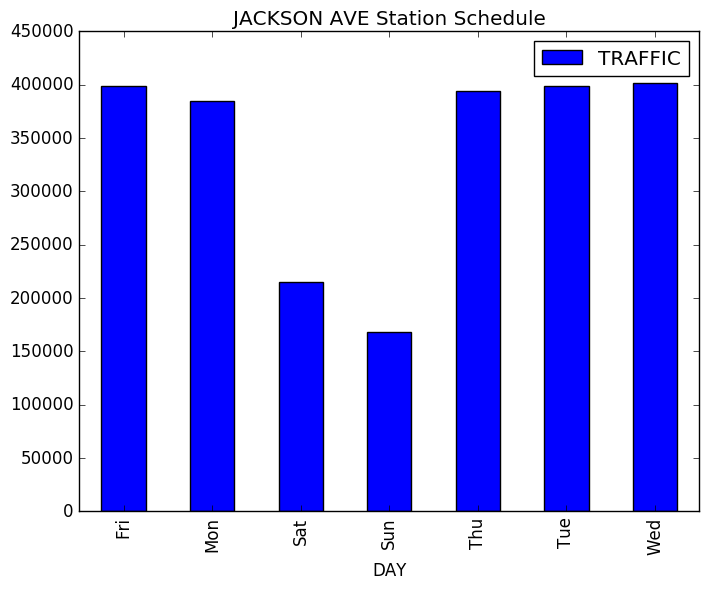 JACKSON AVE Station Schedule
TRAFFIC
450000
400000
350000
300000
250000
200000
150000
100000
50000
0
Fri
Mon
Sat
Sun
Thu
Tue
Wed
DAY